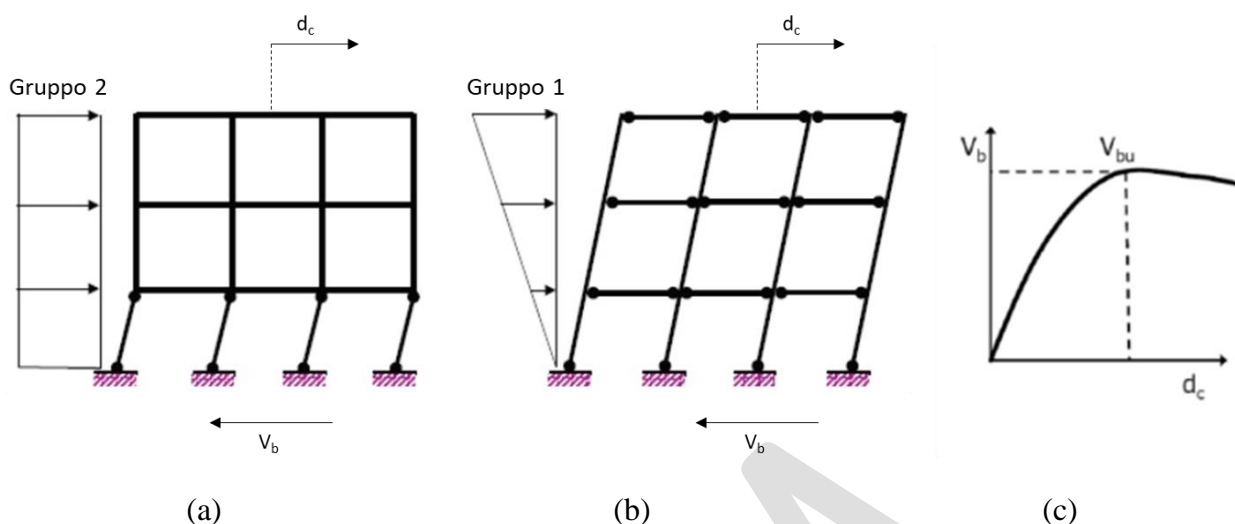 d_c
d_c
Gruppo 2
Gruppo 1
V_b
V_bu
d_c
V_b
V_b
(a)
(b)
(c)